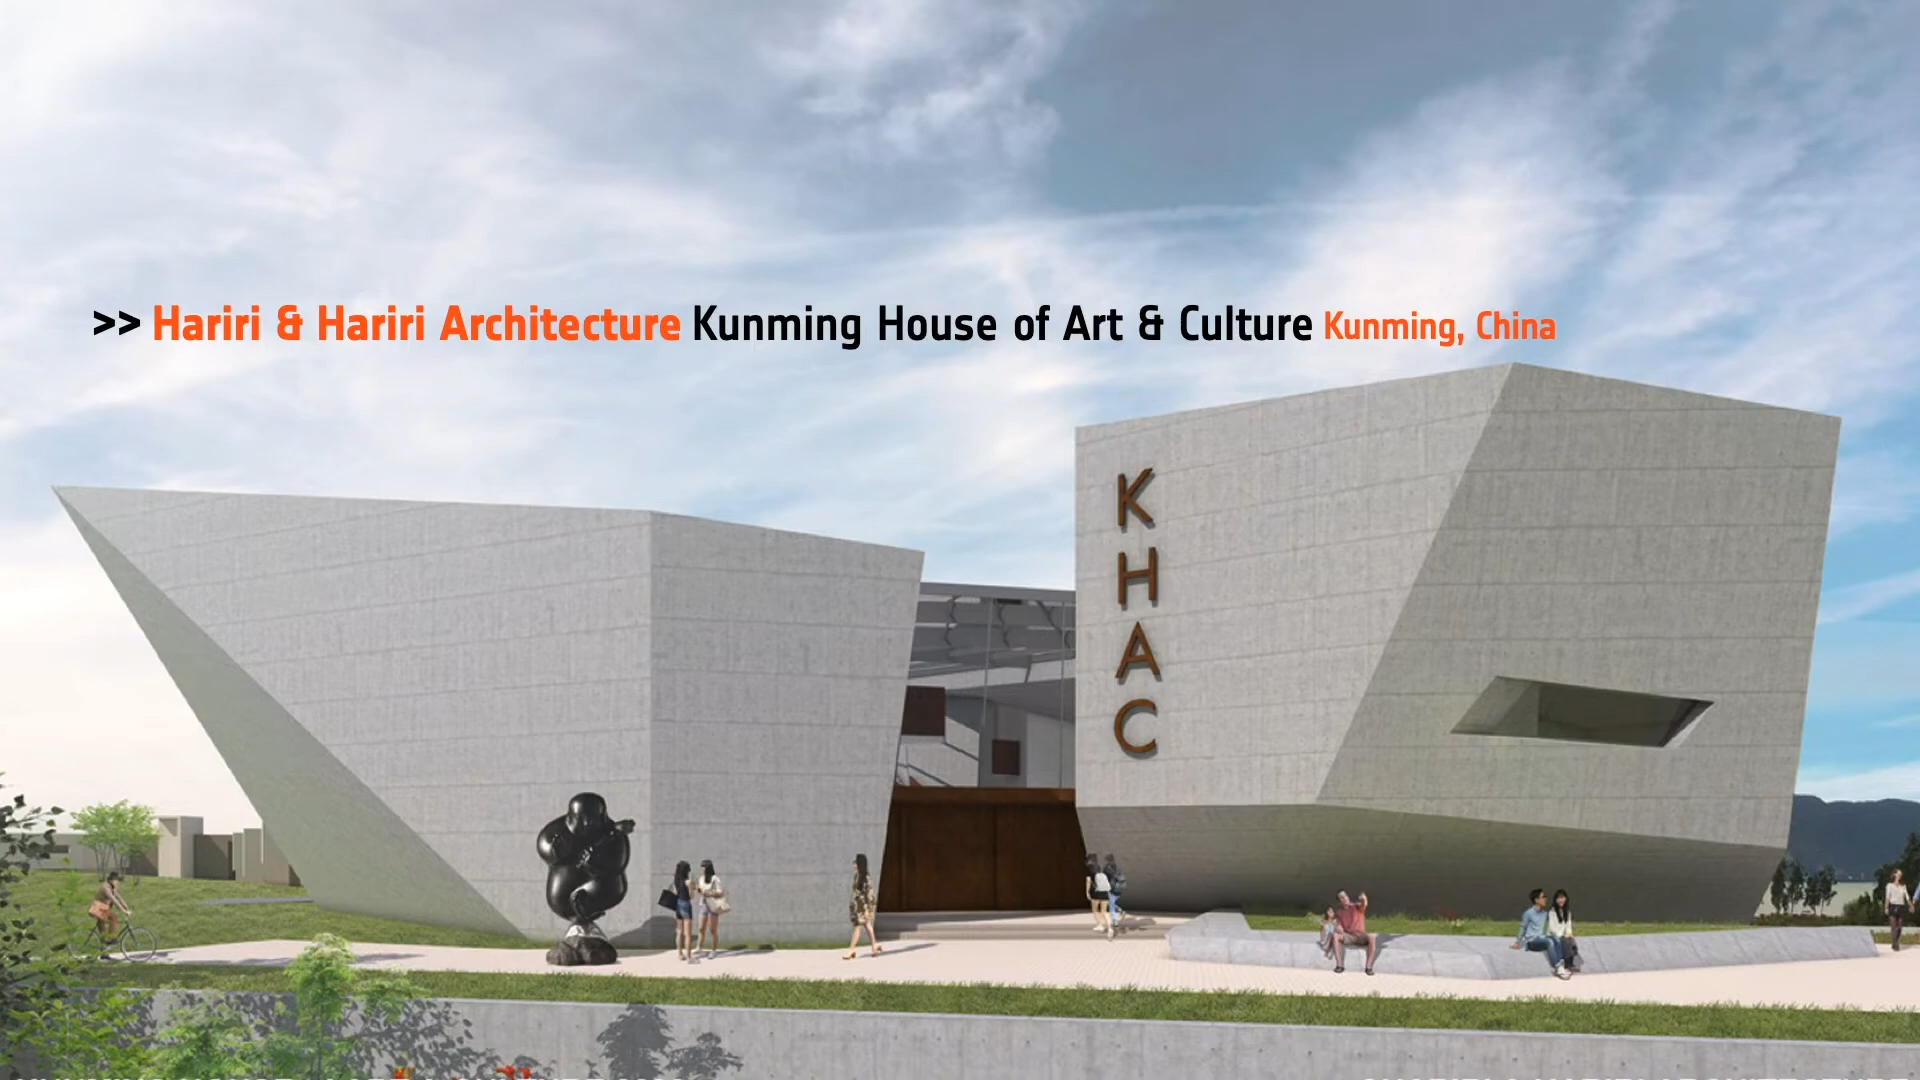 >> Hariri & Hariri Architecture Kunming House of Art & Culture Kunming, China
K
H
A
C